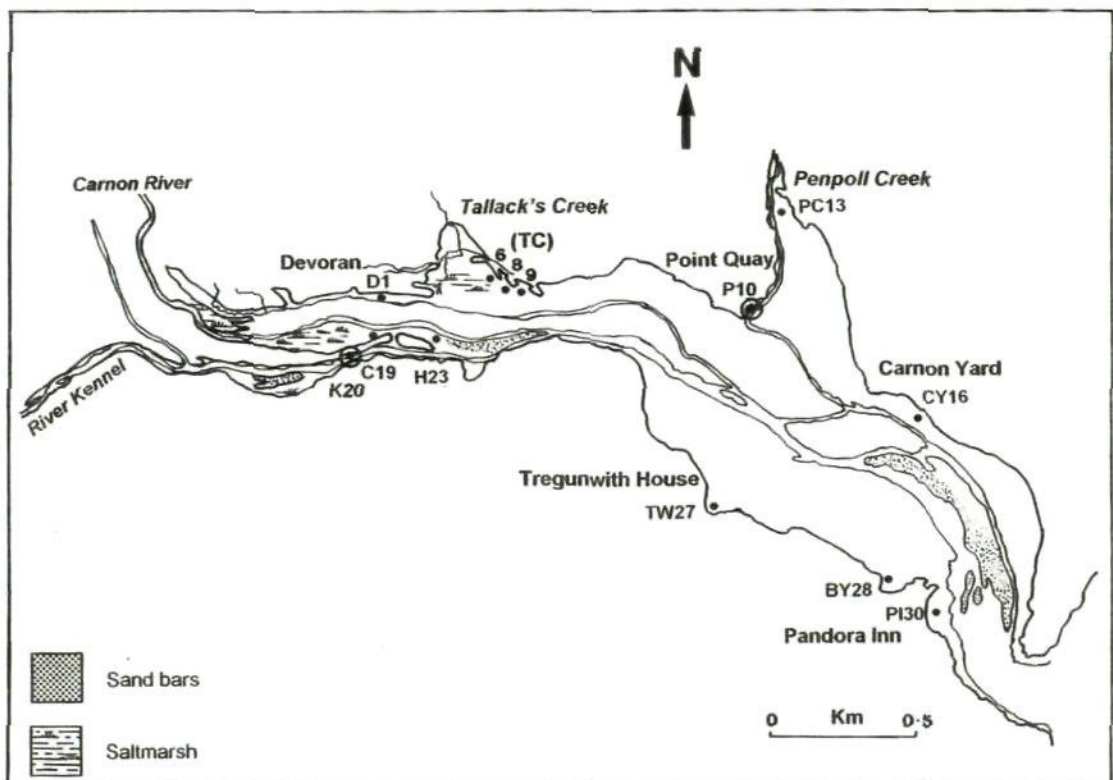 N
Carnon River
Penpoll Creek
PC13
Tallack's Creek
(TC)
6
8
9
Devoran
D1
Point Quay
P10
River Kennel
K20
C19
H23
Carnon Yard
CY16
Tregunwith House
TW27
BY28
PI30
Pandora Inn
Sand bars
Saltmarsh
0 Km 0·5